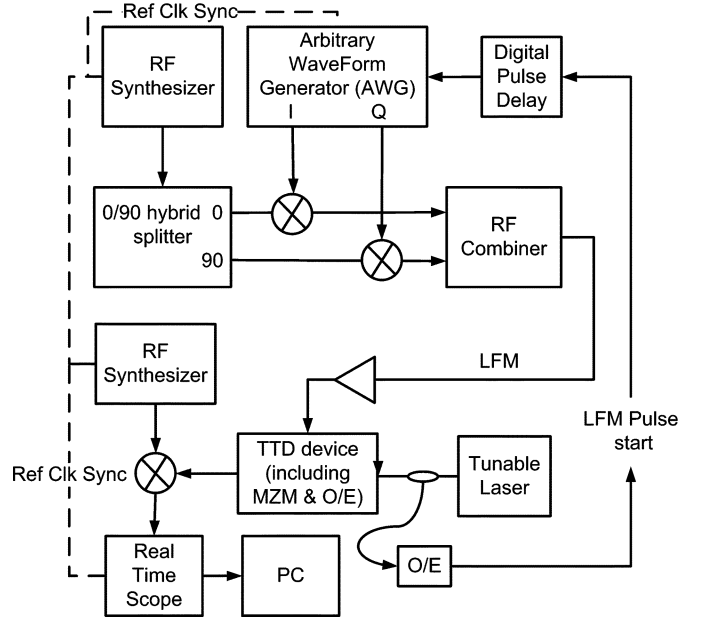 Ref Clk Sync
RF
Synthesizer
Arbitrary
WaveForm
Generator (AWG)
I
Q
Digital
Pulse
Delay
0/90 hybrid 0
splitter
90
RF
Combiner
RF
Synthesizer
LFM
LFM Pulse
start
Ref Clk Sync
TTD device
(including
MZM & O/E)
Tunable
Laser
Real
Time
Scope
PC
O/E